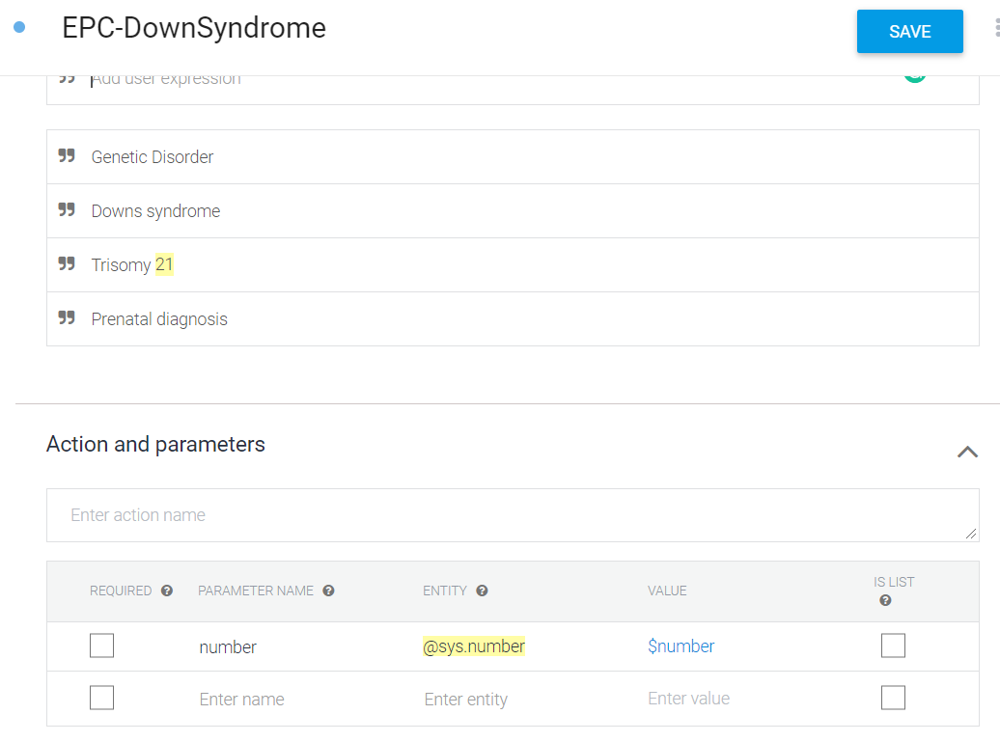 EPC-DownSyndrome
SAVE
Add user expression
Genetic Disorder
Downs syndrome
Trisomy 21
Prenatal diagnosis
Action and parameters
Enter action name
REQUIRED PARAMETER NAME ENTITY VALUE IS LIST
number @sys.number $number
Enter name Enter entity Enter value